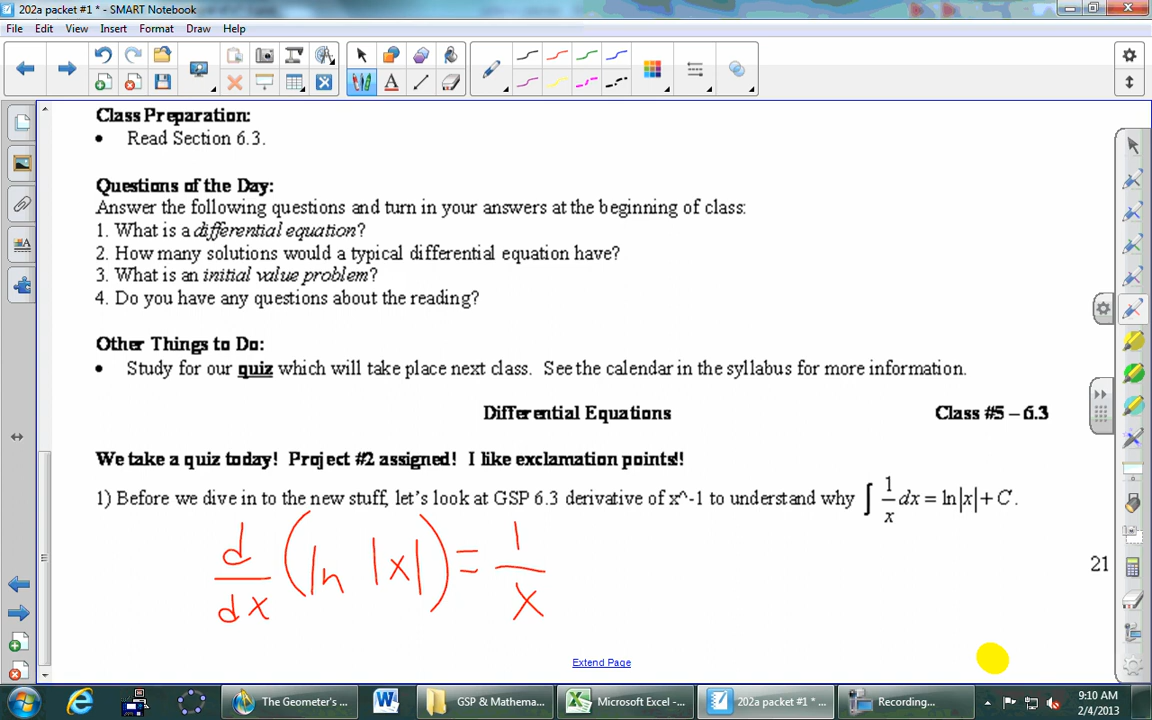 202a packet #1 * - SMART Notebook
File Edit View Insert Format Draw Help
Class Preparation:
• Read Section 6.3.
Questions of the Day:
Answer the following questions and turn in your answers at the beginning of class:
1. What is a differential equation?
2. How many solutions would a typical differential equation have?
3. What is an initial value problem?
4. Do you have any questions about the reading?
Other Things to Do:
• Study for our quiz which will take place next class. See the calendar in the syllabus for more information.
Differential Equations Class #5 – 6.3
We take a quiz today! Project #2 assigned! I like exclamation points!!
1) Before we dive in to the new stuff, let's look at GSP 6.3 derivative of x^-1 to understand why ∫ 1/x dx = ln|x| + C.
d/dx (ln |x|) = 1/x
21
Extend Page
The Geometer's ... GSP & Mathema... Microsoft Excel -... 202a packet #1 * ... Recording... 9:10 AM
2/4/2013